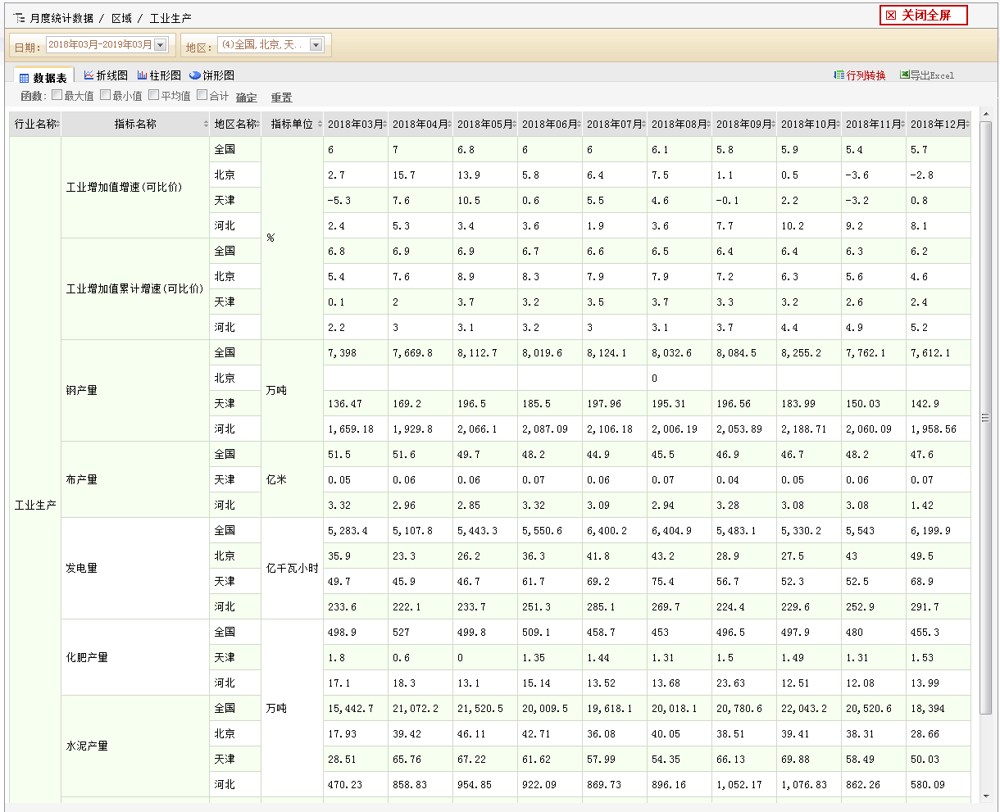 月度统计数据 / 区域 / 工业生产
关闭全屏
日期: 2018年03月-2019年03月 地区: (4)全国,北京,天..
数据表 折线图 柱形图 饼形图 行列转换 导出Excel
函数: 最大值 最小值 平均值 合计 确定 重置
行业名称 指标名称 地区名称 指标单位 2018年03月 2018年04月 2018年05月 2018年06月 2018年07月 2018年08月 2018年09月 2018年10月 2018年11月 2018年12月
工业生产
工业增加值增速(可比价)
%
全国 6 7 6.8 6 6 6.1 5.8 5.9 5.4 5.7
北京 2.7 15.7 13.9 5.8 6.4 7.5 1.1 0.5 -3.6 -2.8
天津 -5.3 7.6 10.5 0.6 5.5 4.6 -0.1 2.2 -3.2 0.8
河北 2.4 5.3 3.4 3.6 1.9 3.6 7.7 10.2 9.2 8.1
工业增加值累计增速(可比价)
全国 6.8 6.9 6.9 6.7 6.6 6.5 6.4 6.4 6.3 6.2
北京 5.4 7.6 8.9 8.3 7.9 7.9 7.2 6.3 5.6 4.6
天津 0.1 2 3.7 3.2 3.5 3.7 3.3 3.2 2.6 2.4
河北 2.2 3 3.1 3.2 3 3.1 3.7 4.4 4.9 5.2
钢产量
万吨
全国 7,398 7,669.8 8,112.7 8,019.6 8,124.1 8,032.6 8,084.5 8,255.2 7,762.1 7,612.1
北京 0
天津 136.47 169.2 196.5 185.5 197.96 195.31 196.56 183.99 150.03 142.9
河北 1,659.18 1,929.8 2,066.1 2,087.09 2,106.18 2,006.19 2,053.89 2,188.71 2,060.09 1,958.56
布产量
亿米
全国 51.5 51.6 49.7 48.2 44.9 45.5 46.9 46.7 48.2 47.6
天津 0.05 0.06 0.06 0.07 0.06 0.07 0.04 0.05 0.06 0.07
河北 3.32 2.96 2.85 3.32 3.09 2.94 3.28 3.08 3.08 1.42
发电量
亿千瓦小时
全国 5,283.4 5,107.8 5,443.3 5,550.6 6,400.2 6,404.9 5,483.1 5,330.2 5,543 6,199.9
北京 35.9 23.3 26.2 36.3 41.8 43.2 28.9 27.5 43 49.5
天津 49.7 45.9 46.7 61.7 69.2 75.4 56.7 52.3 52.5 68.9
河北 233.6 222.1 233.7 251.3 285.1 269.7 224.4 229.6 252.9 291.7
化肥产量
万吨
全国 498.9 527 499.8 509.1 458.7 453 496.5 497.9 480 455.3
天津 1.8 0.6 0 1.35 1.44 1.31 1.5 1.49 1.31 1.53
河北 17.1 18.3 13.1 15.14 13.52 13.68 23.63 12.51 12.08 13.99
水泥产量
全国 15,442.7 21,072.2 21,520.5 20,009.5 19,618.1 20,018.1 20,780.6 22,043.2 20,520.6 18,394
北京 17.93 39.42 46.11 42.71 36.08 40.05 38.51 39.41 38.31 28.66
天津 28.51 65.76 67.22 61.62 57.99 54.35 66.13 69.88 58.49 50.03
河北 470.23 858.83 954.85 922.09 869.73 896.16 1,052.17 1,076.83 862.26 580.09